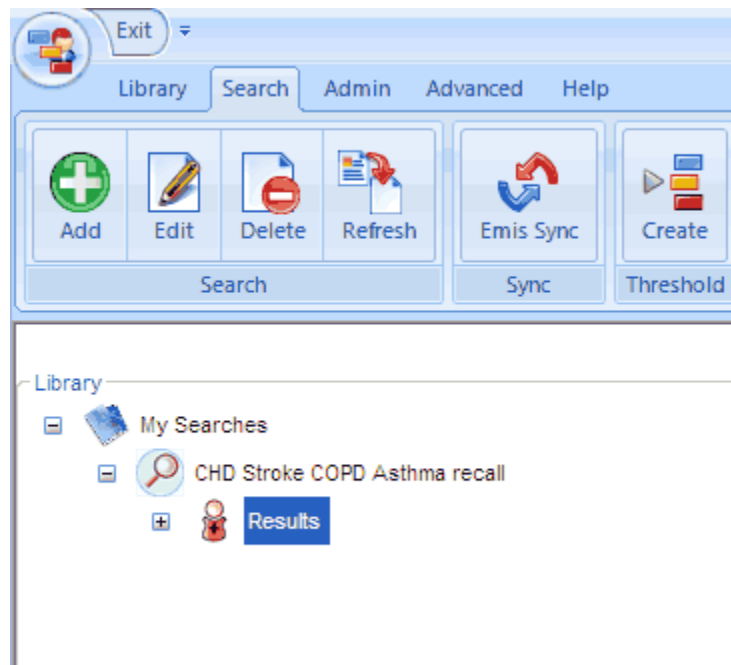 Exit
Library Search Admin Advanced Help
Add Edit Delete Refresh Emis Sync Create
Search Sync Threshold
Library
My Searches
CHD Stroke COPD Asthma recall
Results